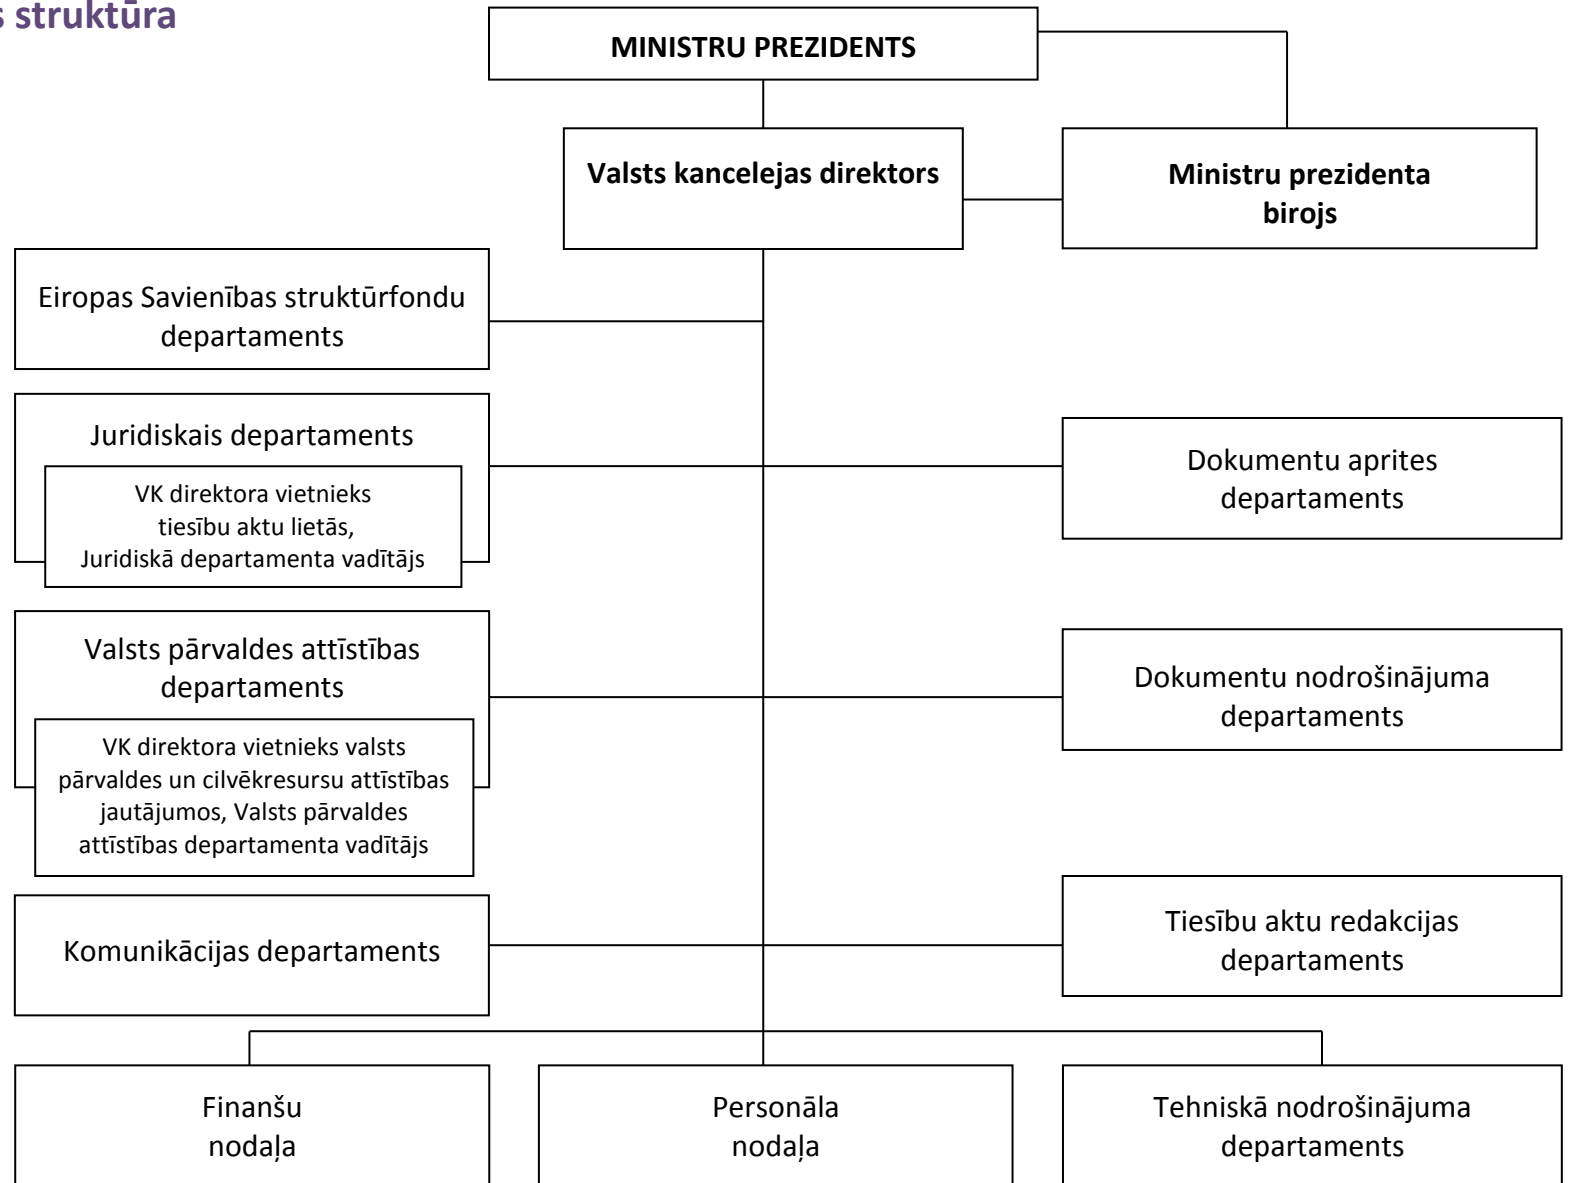 s struktūra
MINISTRU PREZIDENTS
Valsts kancelejas direktors
Ministru prezidenta
birojs
Eiropas Savienības struktūrfondu
departaments
Juridiskais departaments
VK direktora vietnieks
tiesību aktu lietās,
Juridiskā departamenta vadītājs
Dokumentu aprites
departaments
Valsts pārvaldes attīstības
departaments
VK direktora vietnieks valsts
pārvaldes un cilvēkresursu attīstības
jautājumos, Valsts pārvaldes
attīstības departamenta vadītājs
Dokumentu nodrošinājuma
departaments
Komunikācijas departaments
Tiesību aktu redakcijas
departaments
Finanšu
nodaļa
Personāla
nodaļa
Tehniskā nodrošinājuma
departaments